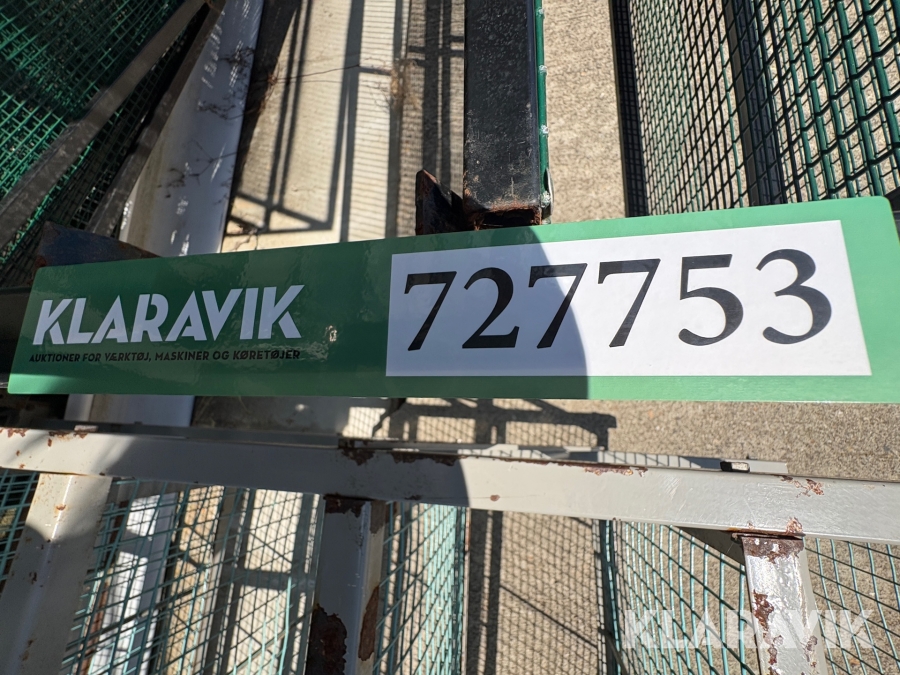 KLARAVIK
AUKTIONER FOR VÆRKTØJ, MASKINER OG KØRETØJER
727753
KLARAVIK